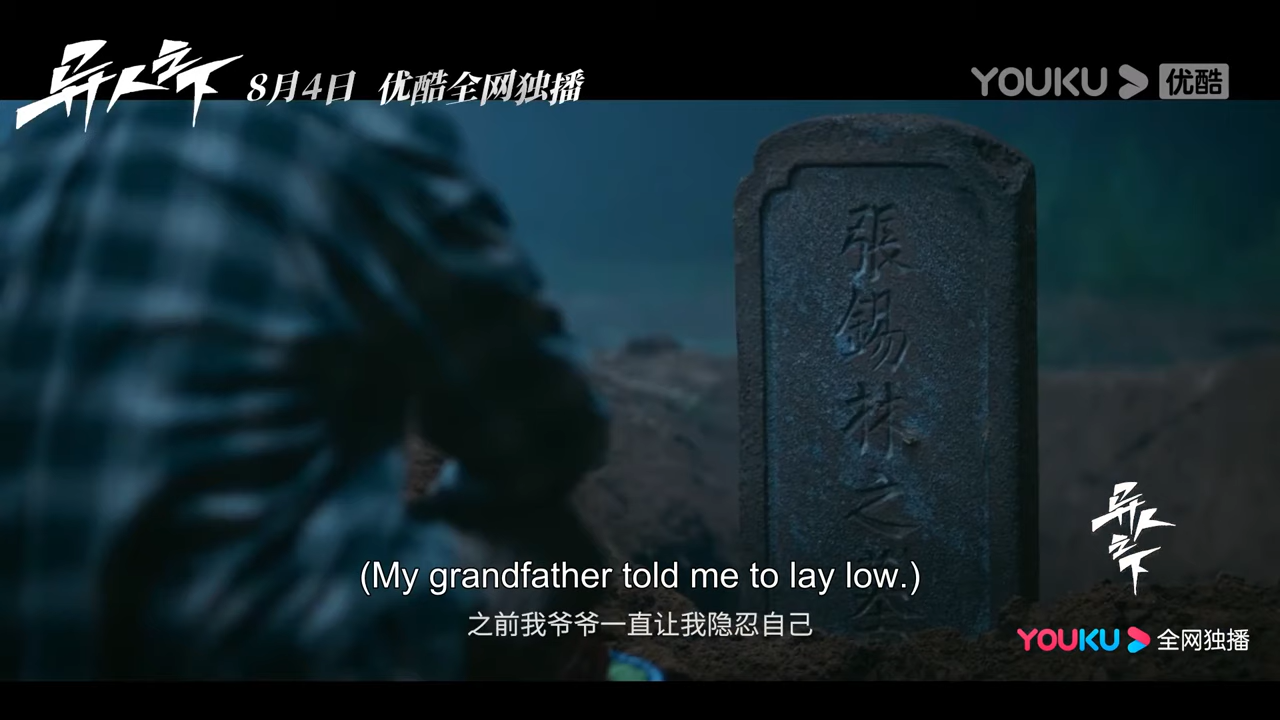 异人之下 8月4日 优酷全网独播
YOUKU 优酷
張錫林之墓
异人之下
(My grandfather told me to lay low.)
之前我爷爷一直让我隐忍自己
YOUKU 全网独播